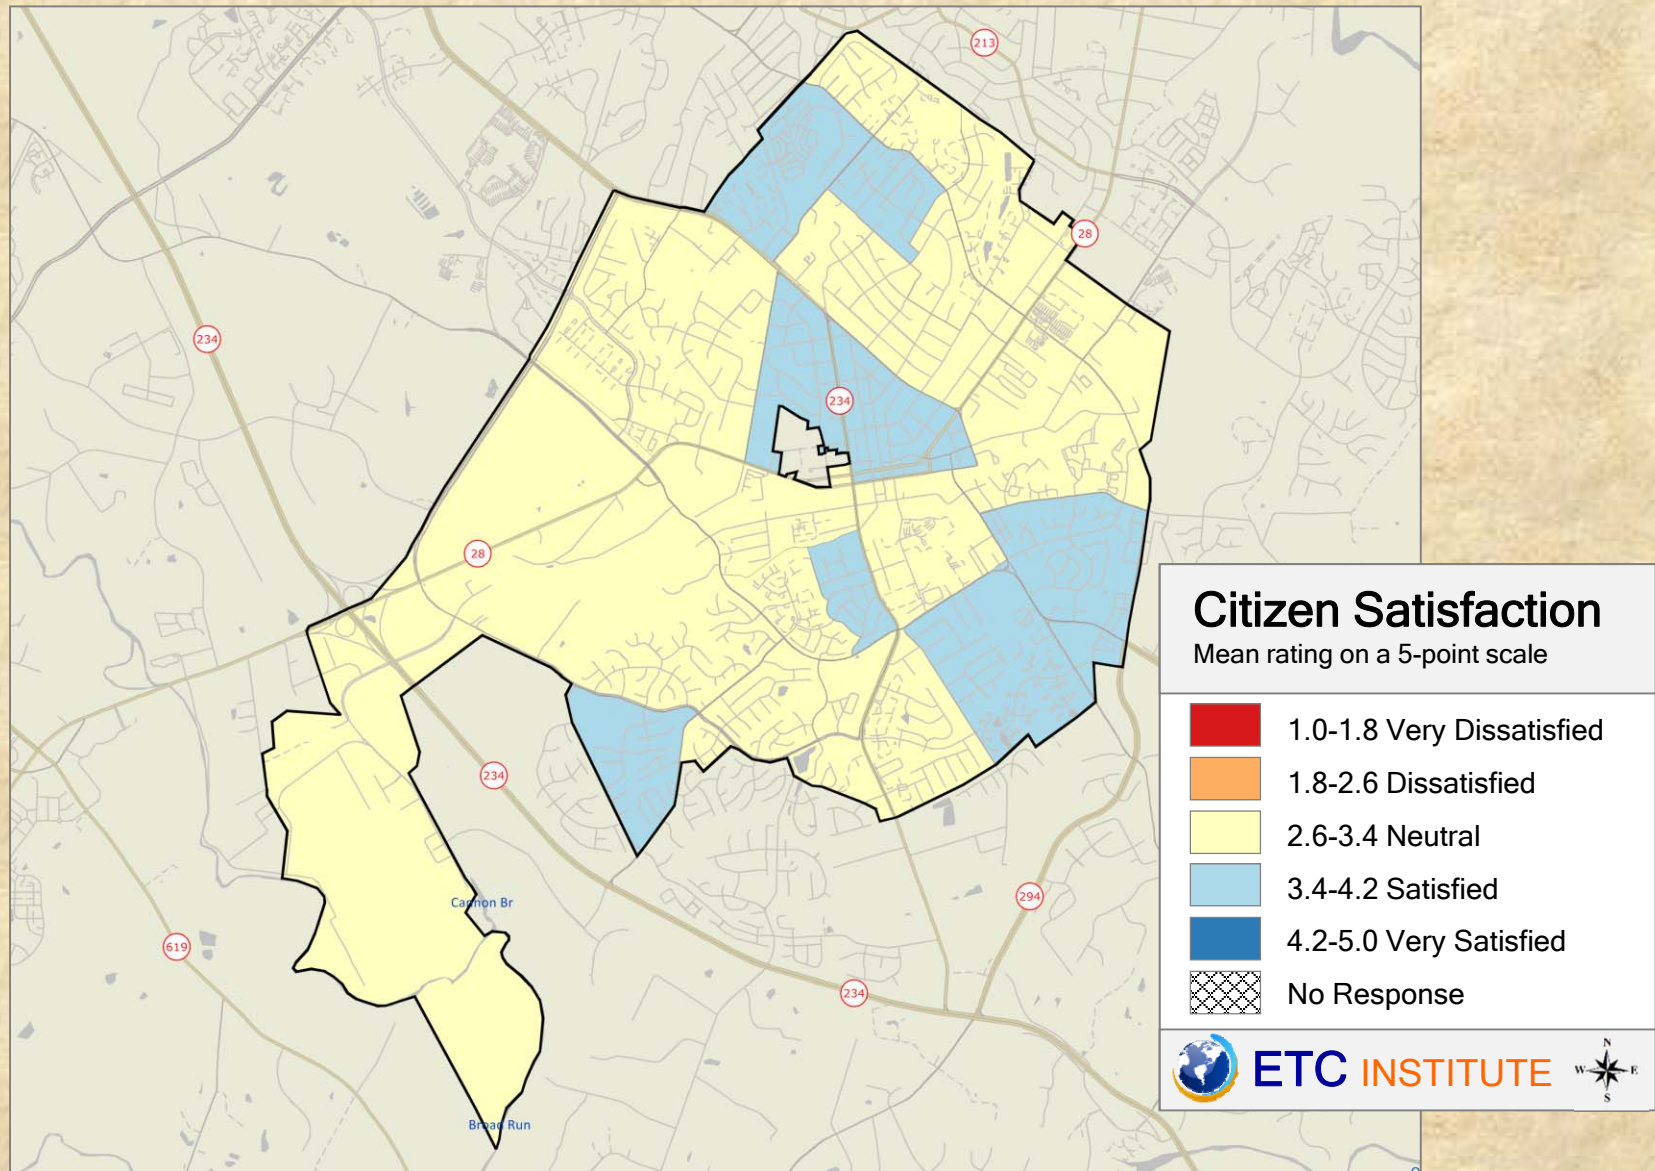 213
28
234
234
28
Cannon Br
234
294
619
234
Broad Run
Citizen Satisfaction
Mean rating on a 5-point scale
1.0-1.8 Very Dissatisfied
1.8-2.6 Dissatisfied
2.6-3.4 Neutral
3.4-4.2 Satisfied
4.2-5.0 Very Satisfied
No Response
ETC INSTITUTE
N
W E
S